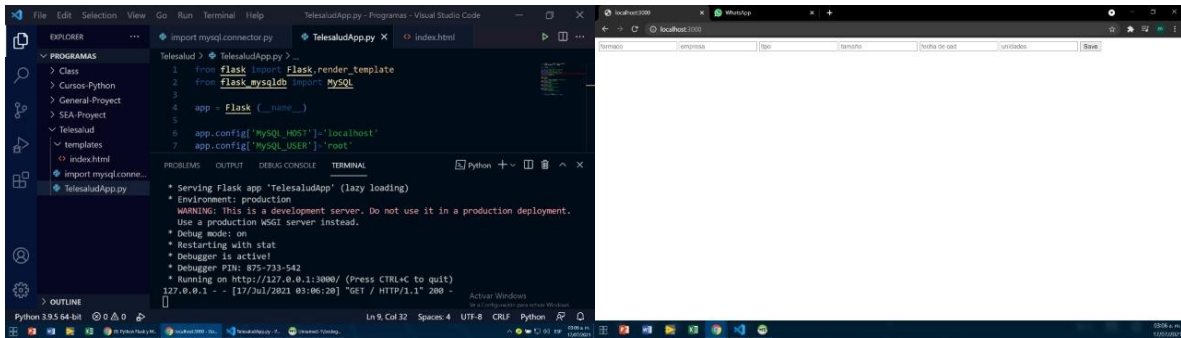 File Edit Selection View Go Run Terminal Help TelesaludApp.py - Programas - Visual Studio Code
EXPLORER ...
import mysql.connector.py TelesaludApp.py X index.html
PROGRAMAS
> Class
> Cursos-Python
> General-Proyect
> SEA-Proyect
Telesalud
templates
index.html
import mysql.conne...
TelesaludApp.py
> OUTLINE
Telesalud > TelesaludApp.py > ...
1 from flask import Flask,render_template
2 from flask_mysqldb import MySQL
3
4 app = Flask (__name__)
5
6 app.config['MySQL_HOST']='localhost'
7 app.config['MySQL_USER']='root'
PROBLEMS OUTPUT DEBUG CONSOLE TERMINAL Python
* Serving Flask app 'TelesaludApp' (lazy loading)
* Environment: production
WARNING: This is a development server. Do not use it in a production deployment.
Use a production WSGI server instead.
* Debug mode: on
* Restarting with stat
* Debugger is active!
* Debugger PIN: 875-733-542
* Running on http://127.0.0.1:3000/ (Press CTRL+C to quit)
127.0.0.1 - - [17/Jul/2021 03:06:20] "GET / HTTP/1.1" 200 -
Activar Windows
Python 3.9.5 64-bit 0 0 Ln 9, Col 32 Spaces: 4 UTF-8 CRLF Python
localhost:3000 WhatsApp
localhost:3000
farmaco empresa tipo tamaño fecha de cad unidades Save
03:06 a. m.
17/07/2021